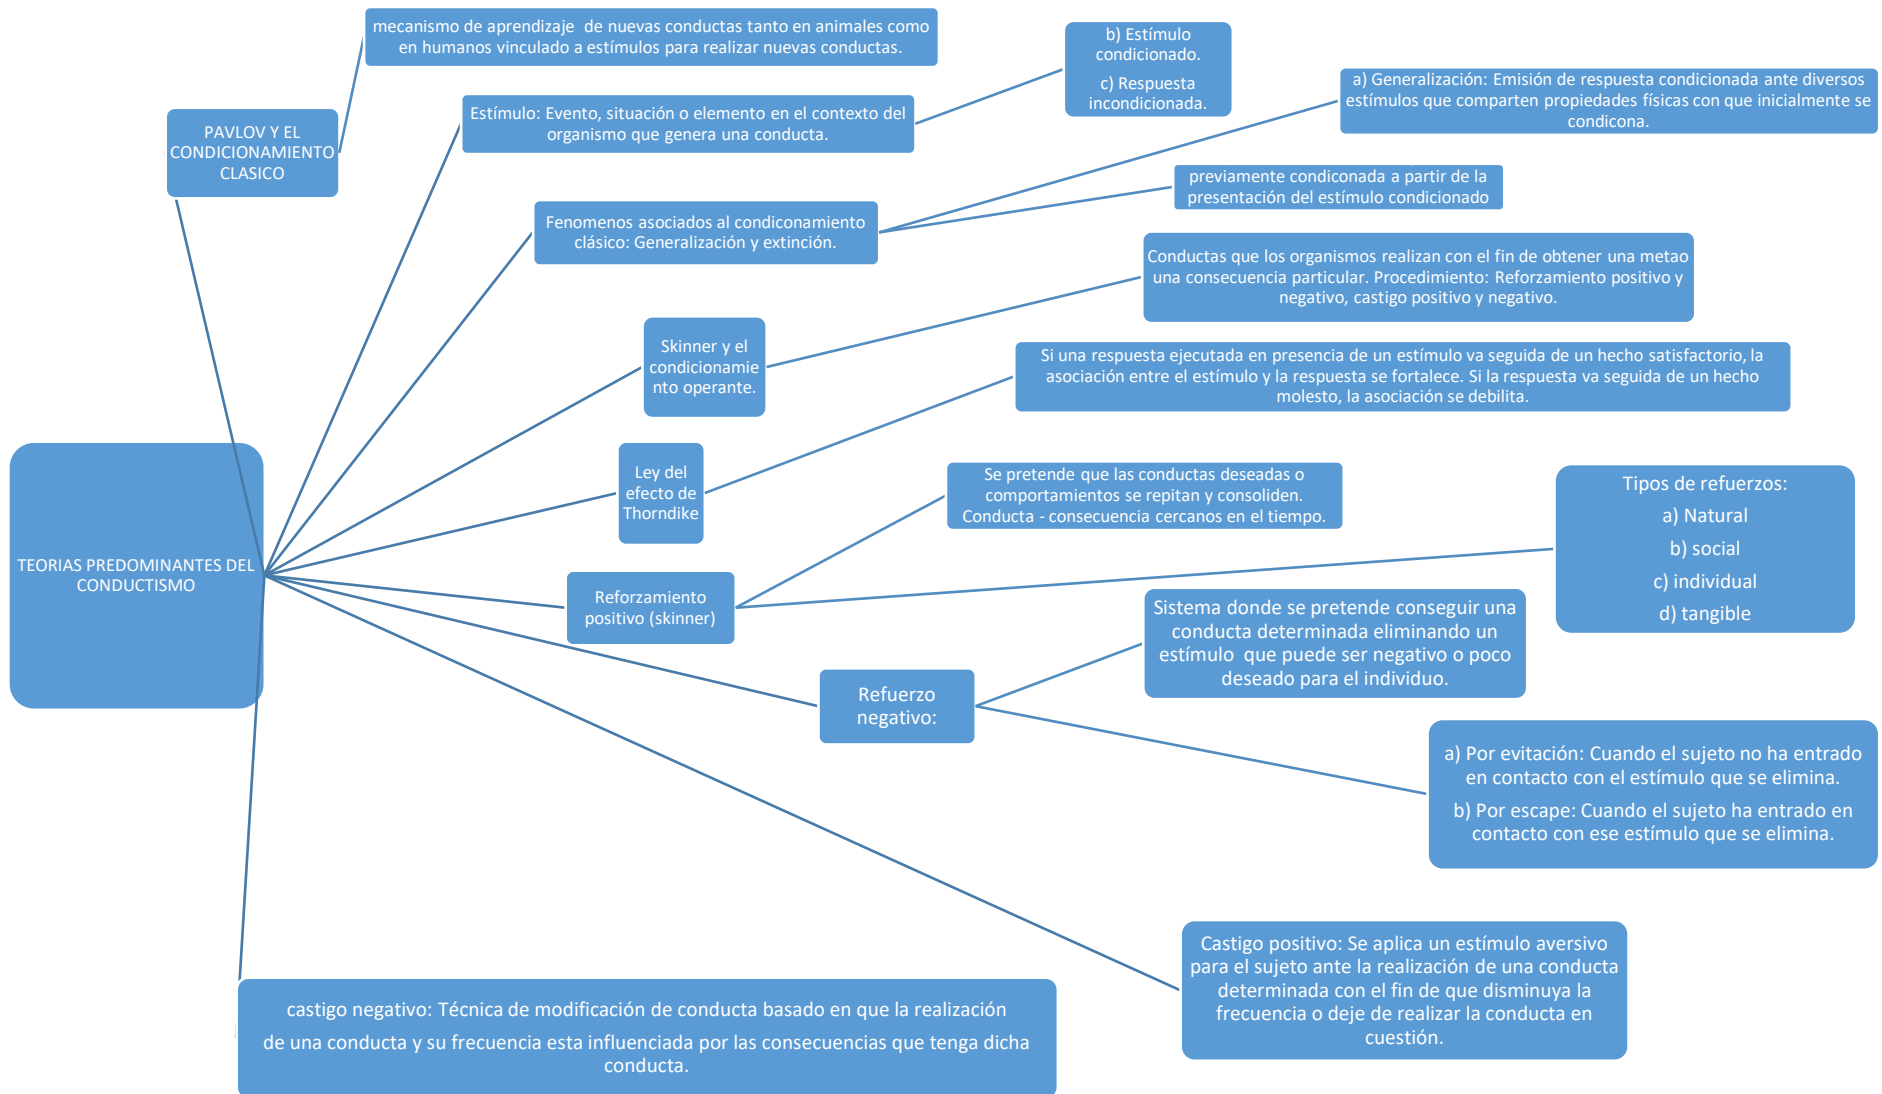 mecanismo de aprendizaje de nuevas conductas tanto en animales como
en humanos vinculado a estímulos para realizar nuevas conductas.
b) Estímulo
condicionado.
c) Respuesta
incondicionada.
a) Generalización: Emisión de respuesta condicionada ante diversos
estímulos que comparten propiedades físicas con que inicialmente se
condicona.
PAVLOV Y EL
CONDICIONAMIENTO
CLASICO
Estímulo: Evento, situación o elemento en el contexto del
organismo que genera una conducta.
previamente condiconada a partir de la
presentación del estímulo condicionado
Fenomenos asociados al condiconamiento
clásico: Generalización y extinción.
Conductas que los organismos realizan con el fin de obtener una metao
una consecuencia particular. Procedimiento: Reforzamiento positivo y
negativo, castigo positivo y negativo.
Skinner y el
condicionamie
nto operante.
Si una respuesta ejecutada en presencia de un estímulo va seguida de un hecho satisfactorio, la
asociación entre el estímulo y la respuesta se fortalece. Si la respuesta va seguida de un hecho
molesto, la asociación se debilita.
Ley del
efecto de
Thorndike
Se pretende que las conductas deseadas o
comportamientos se repitan y consoliden.
Conducta - consecuencia cercanos en el tiempo.
Tipos de refuerzos:
a) Natural
b) social
c) individual
d) tangible
TEORIAS PREDOMINANTES DEL
CONDUCTISMO
Reforzamiento
positivo (skinner)
Sistema donde se pretende conseguir una
conducta determinada eliminando un
estímulo que puede ser negativo o poco
deseado para el individuo.
Refuerzo
negativo:
a) Por evitación: Cuando el sujeto no ha entrado
en contacto con el estímulo que se elimina.
b) Por escape: Cuando el sujeto ha entrado en
contacto con ese estímulo que se elimina.
Castigo positivo: Se aplica un estímulo aversivo
para el sujeto ante la realización de una conducta
determinada con el fin de que disminuya la
frecuencia o deje de realizar la conducta en
cuestión.
castigo negativo: Técnica de modificación de conducta basado en que la realización
de una conducta y su frecuencia esta influenciada por las consecuencias que tenga dicha
conducta.